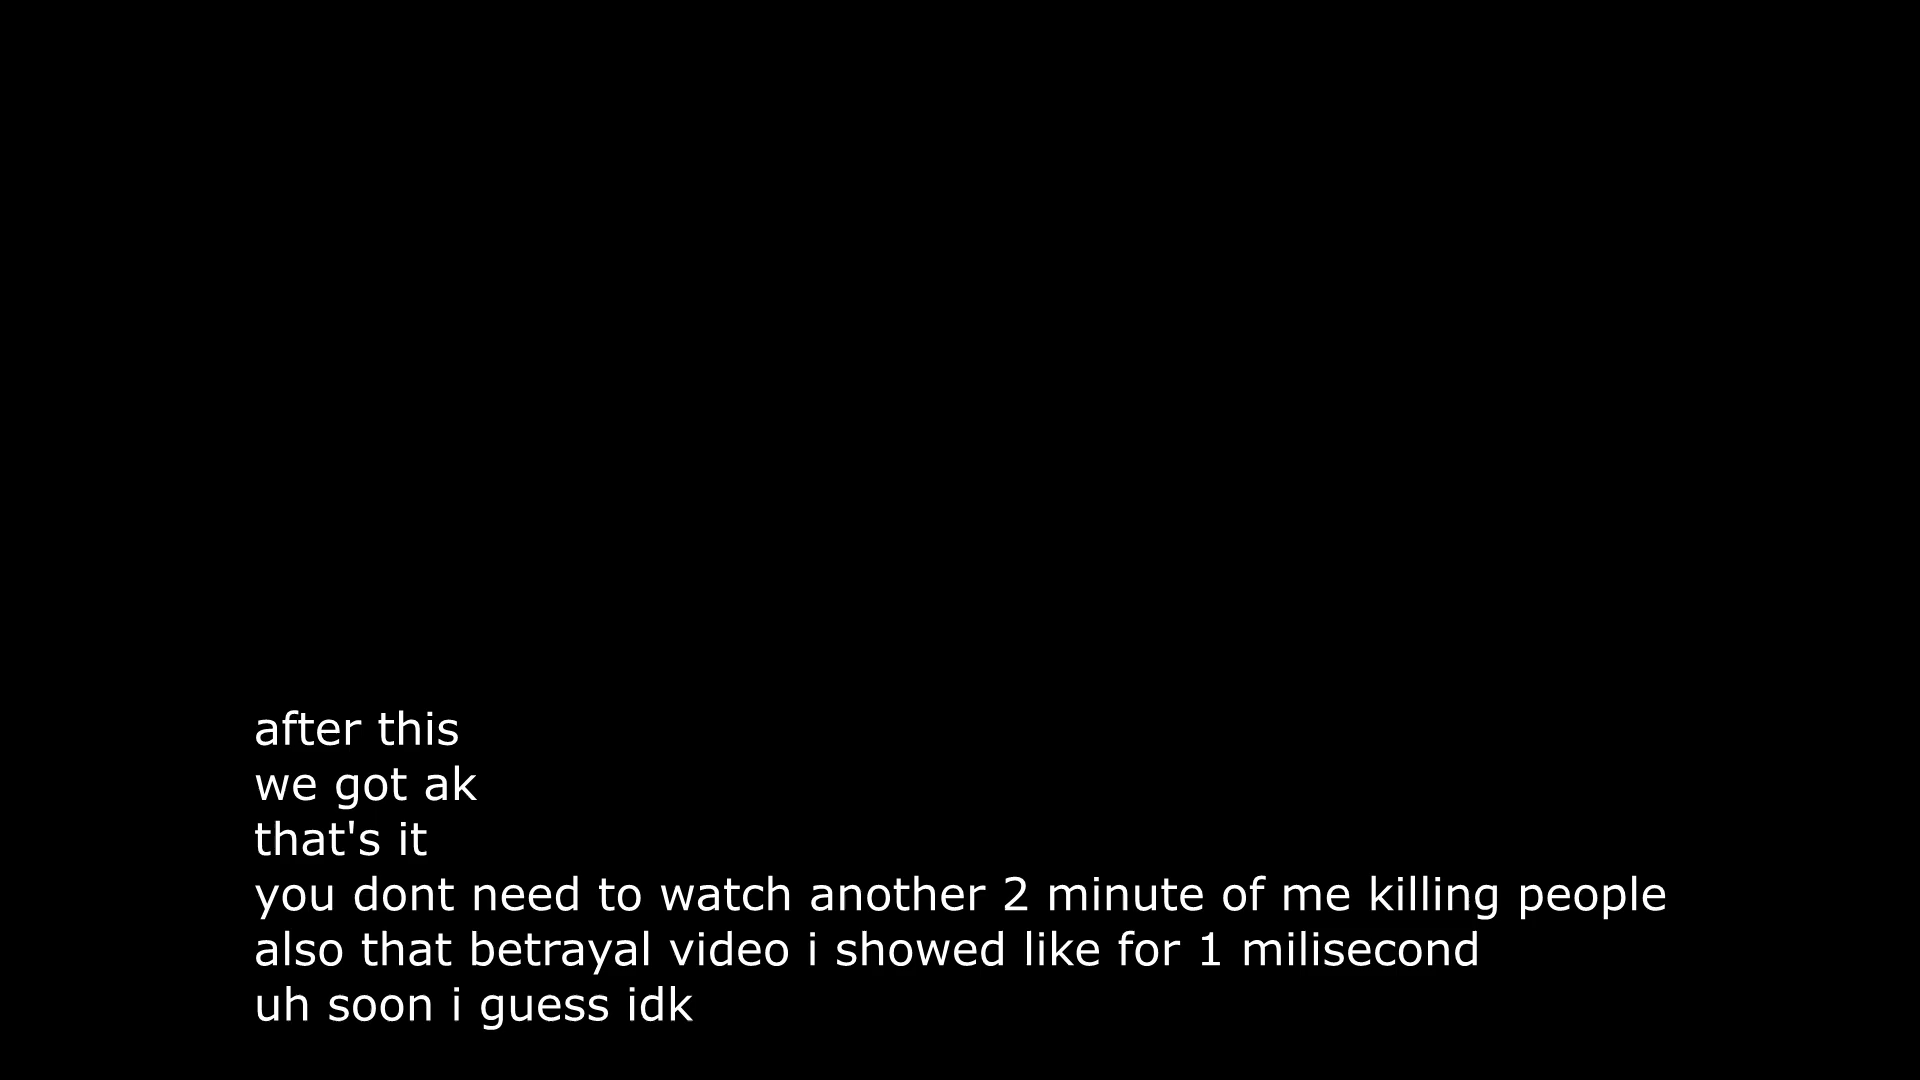 after this
we got ak
that's it
you dont need to watch another 2 minute of me killing people
also that betrayal video i showed like for 1 milisecond
uh soon i guess idk